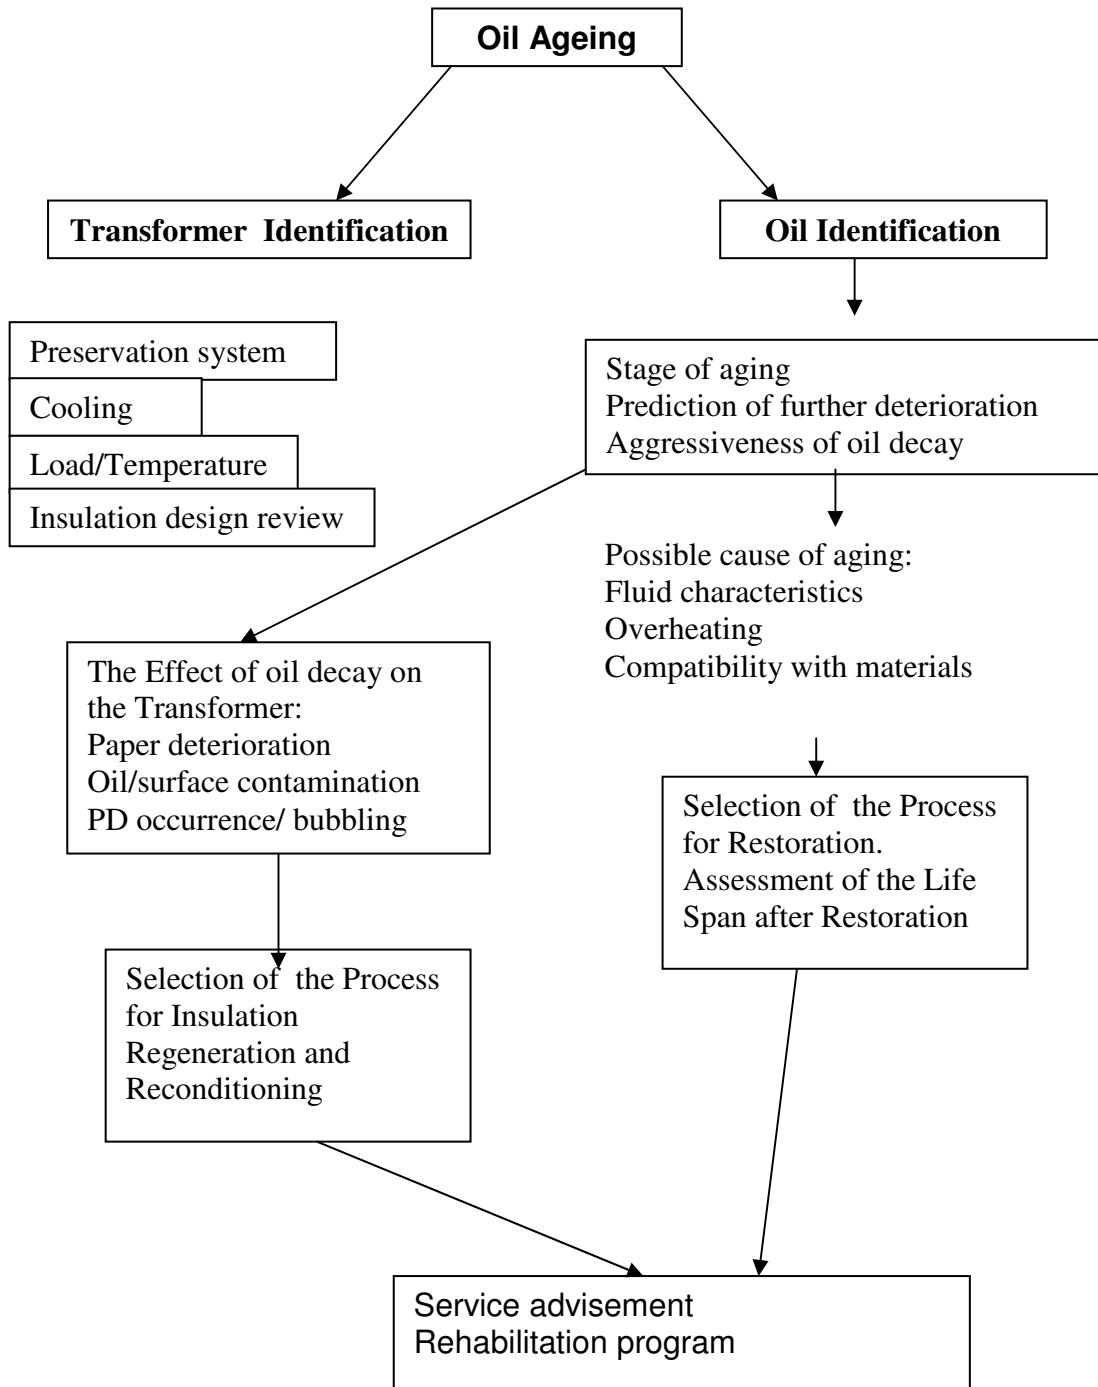 Oil Ageing
Transformer Identification
Oil Identification
Preservation system
Cooling
Load/Temperature
Insulation design review
Stage of aging
Prediction of further deterioration
Aggressiveness of oil decay
Possible cause of aging:
Fluid characteristics
Overheating
Compatibility with materials
The Effect of oil decay on
the Transformer:
Paper deterioration
Oil/surface contamination
PD occurrence/ bubbling
Selection of the Process
for Restoration.
Assessment of the Life
Span after Restoration
Selection of the Process
for Insulation
Regeneration and
Reconditioning
Service advisement
Rehabilitation program